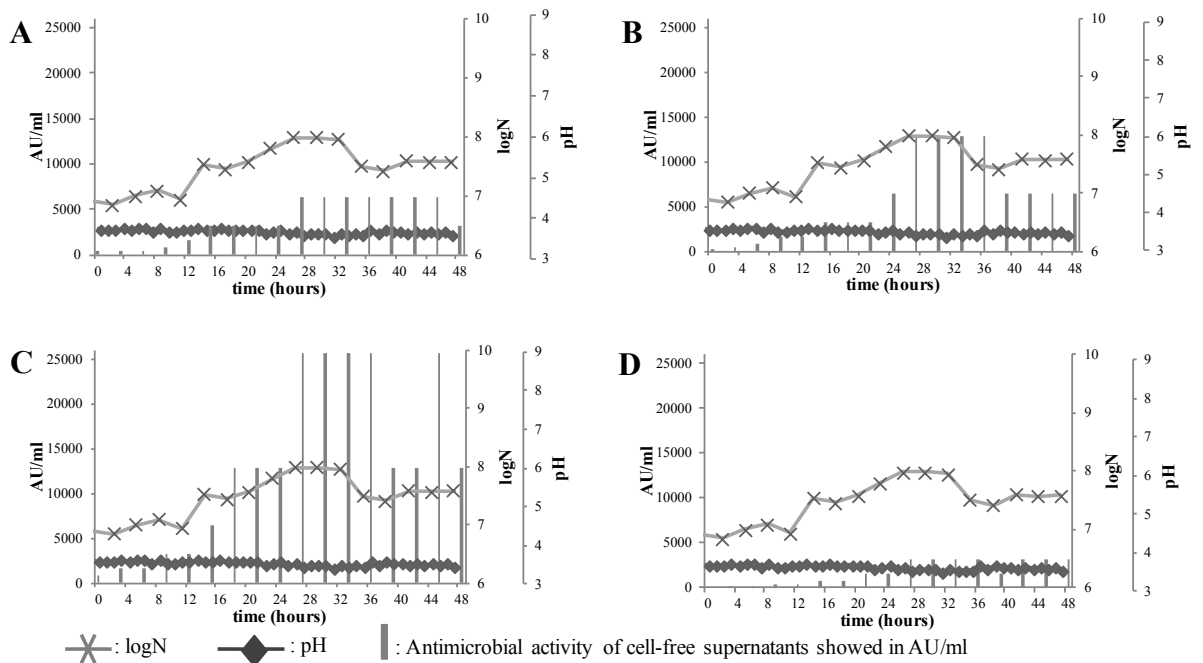 A
AU/ml
25000
20000
15000
10000
5000
0
0 4 8 12 16 20 24 28 32 36 40 44 48
time (hours)
10
9
8
7
6
logN
9
8
7
6
5
4
3
pH
B
AU/ml
25000
20000
15000
10000
5000
0
0 4 8 12 16 20 24 28 32 36 40 44 48
time (hours)
10
9
8
7
6
logN
9
8
7
6
5
4
3
pH
C
AU/ml
25000
20000
15000
10000
5000
0
0 4 8 12 16 20 24 28 32 36 40 44 48
time (hours)
10
9
8
7
6
logN
9
8
7
6
5
4
3
pH
D
AU/ml
25000
20000
15000
10000
5000
0
0 4 8 12 16 20 24 28 32 36 40 44 48
time (hours)
10
9
8
7
6
logN
9
8
7
6
5
4
3
pH
: logN : pH : Antimicrobial activity of cell-free supernatants showed in AU/ml